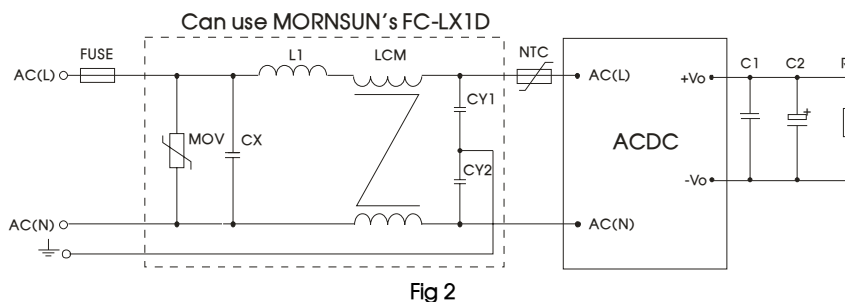 Can use MORNSUN's FC-LX1D
FUSE
L1
LCM
NTC
C1
C2
R
AC(L)
AC(L)
+Vo
CY1
+
MOV
CX
ACDC
CY2
-Vo
AC(N)
AC(N)
Fig 2